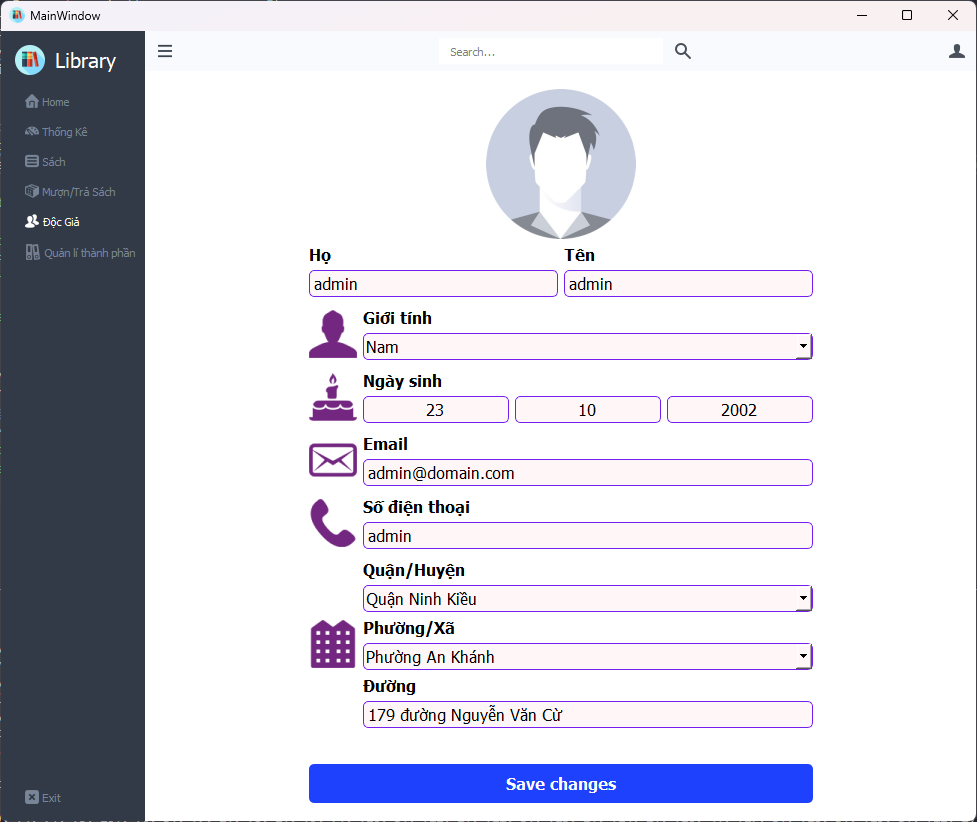 MainWindow
Library
Search...
Home
Thống Kê
Sách
Mượn/Trả Sách
Độc Giả
Quản lí thành phần
Exit
Họ
Tên
admin
admin
Giới tính
Nam
Ngày sinh
23
10
2002
Email
admin@domain.com
Số điện thoại
admin
Quận/Huyện
Quận Ninh Kiều
Phường/Xã
Phường An Khánh
Đường
179 đường Nguyễn Văn Cừ
Save changes